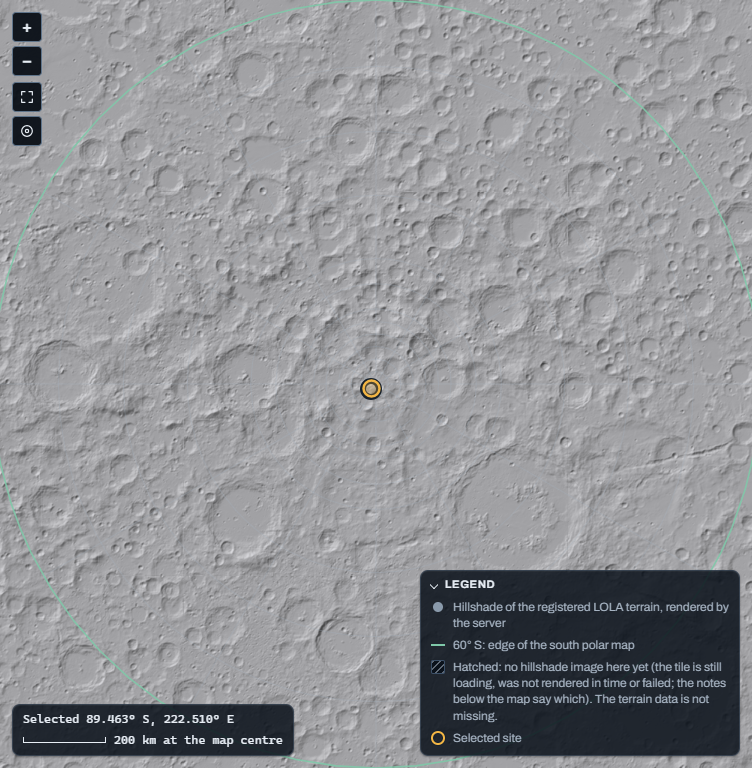 +
−
LEGEND
Hillshade of the registered LOLA terrain, rendered by
the server
60° S: edge of the south polar map
Hatched: no hillshade image here yet (the tile is still
loading, was not rendered in time or failed; the notes
below the map say which). The terrain data is not
missing.
Selected site
Selected 89.463° S, 222.510° E
200 km at the map centre